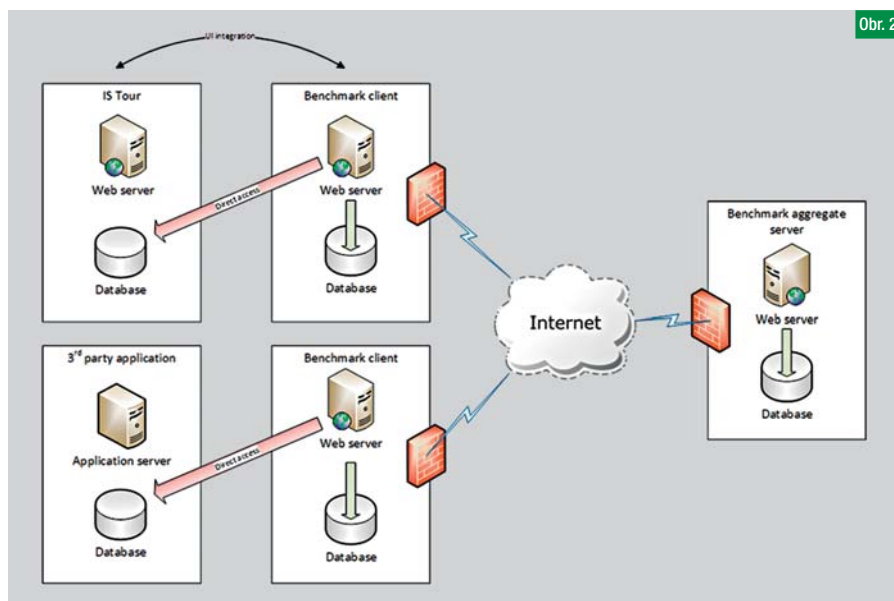 Obr. 2
UI integration
IS Tour
Web server
Database
Direct access
Benchmark client
Web server
Database
3rd party application
Application server
Database
Direct access
Benchmark client
Web server
Database
Internet
Benchmark aggregate
server
Web server
Database